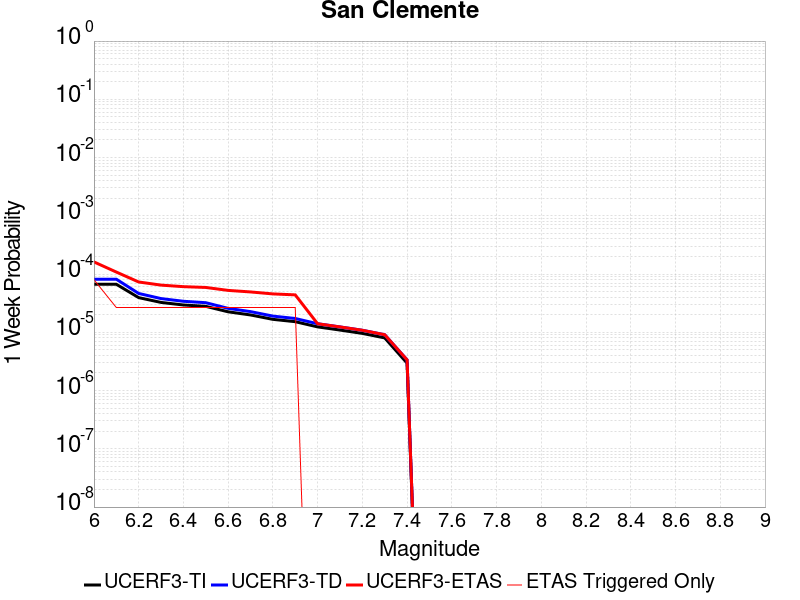 San Clemente
10^0
10^-1
10^-2
10^-3
10^-4
10^-5
10^-6
10^-7
10^-8
1 Week Probability
6 6.2 6.4 6.6 6.8 7 7.2 7.4 7.6 7.8 8 8.2 8.4 8.6 8.8 9
Magnitude
UCERF3-TI UCERF3-TD UCERF3-ETAS ETAS Triggered Only